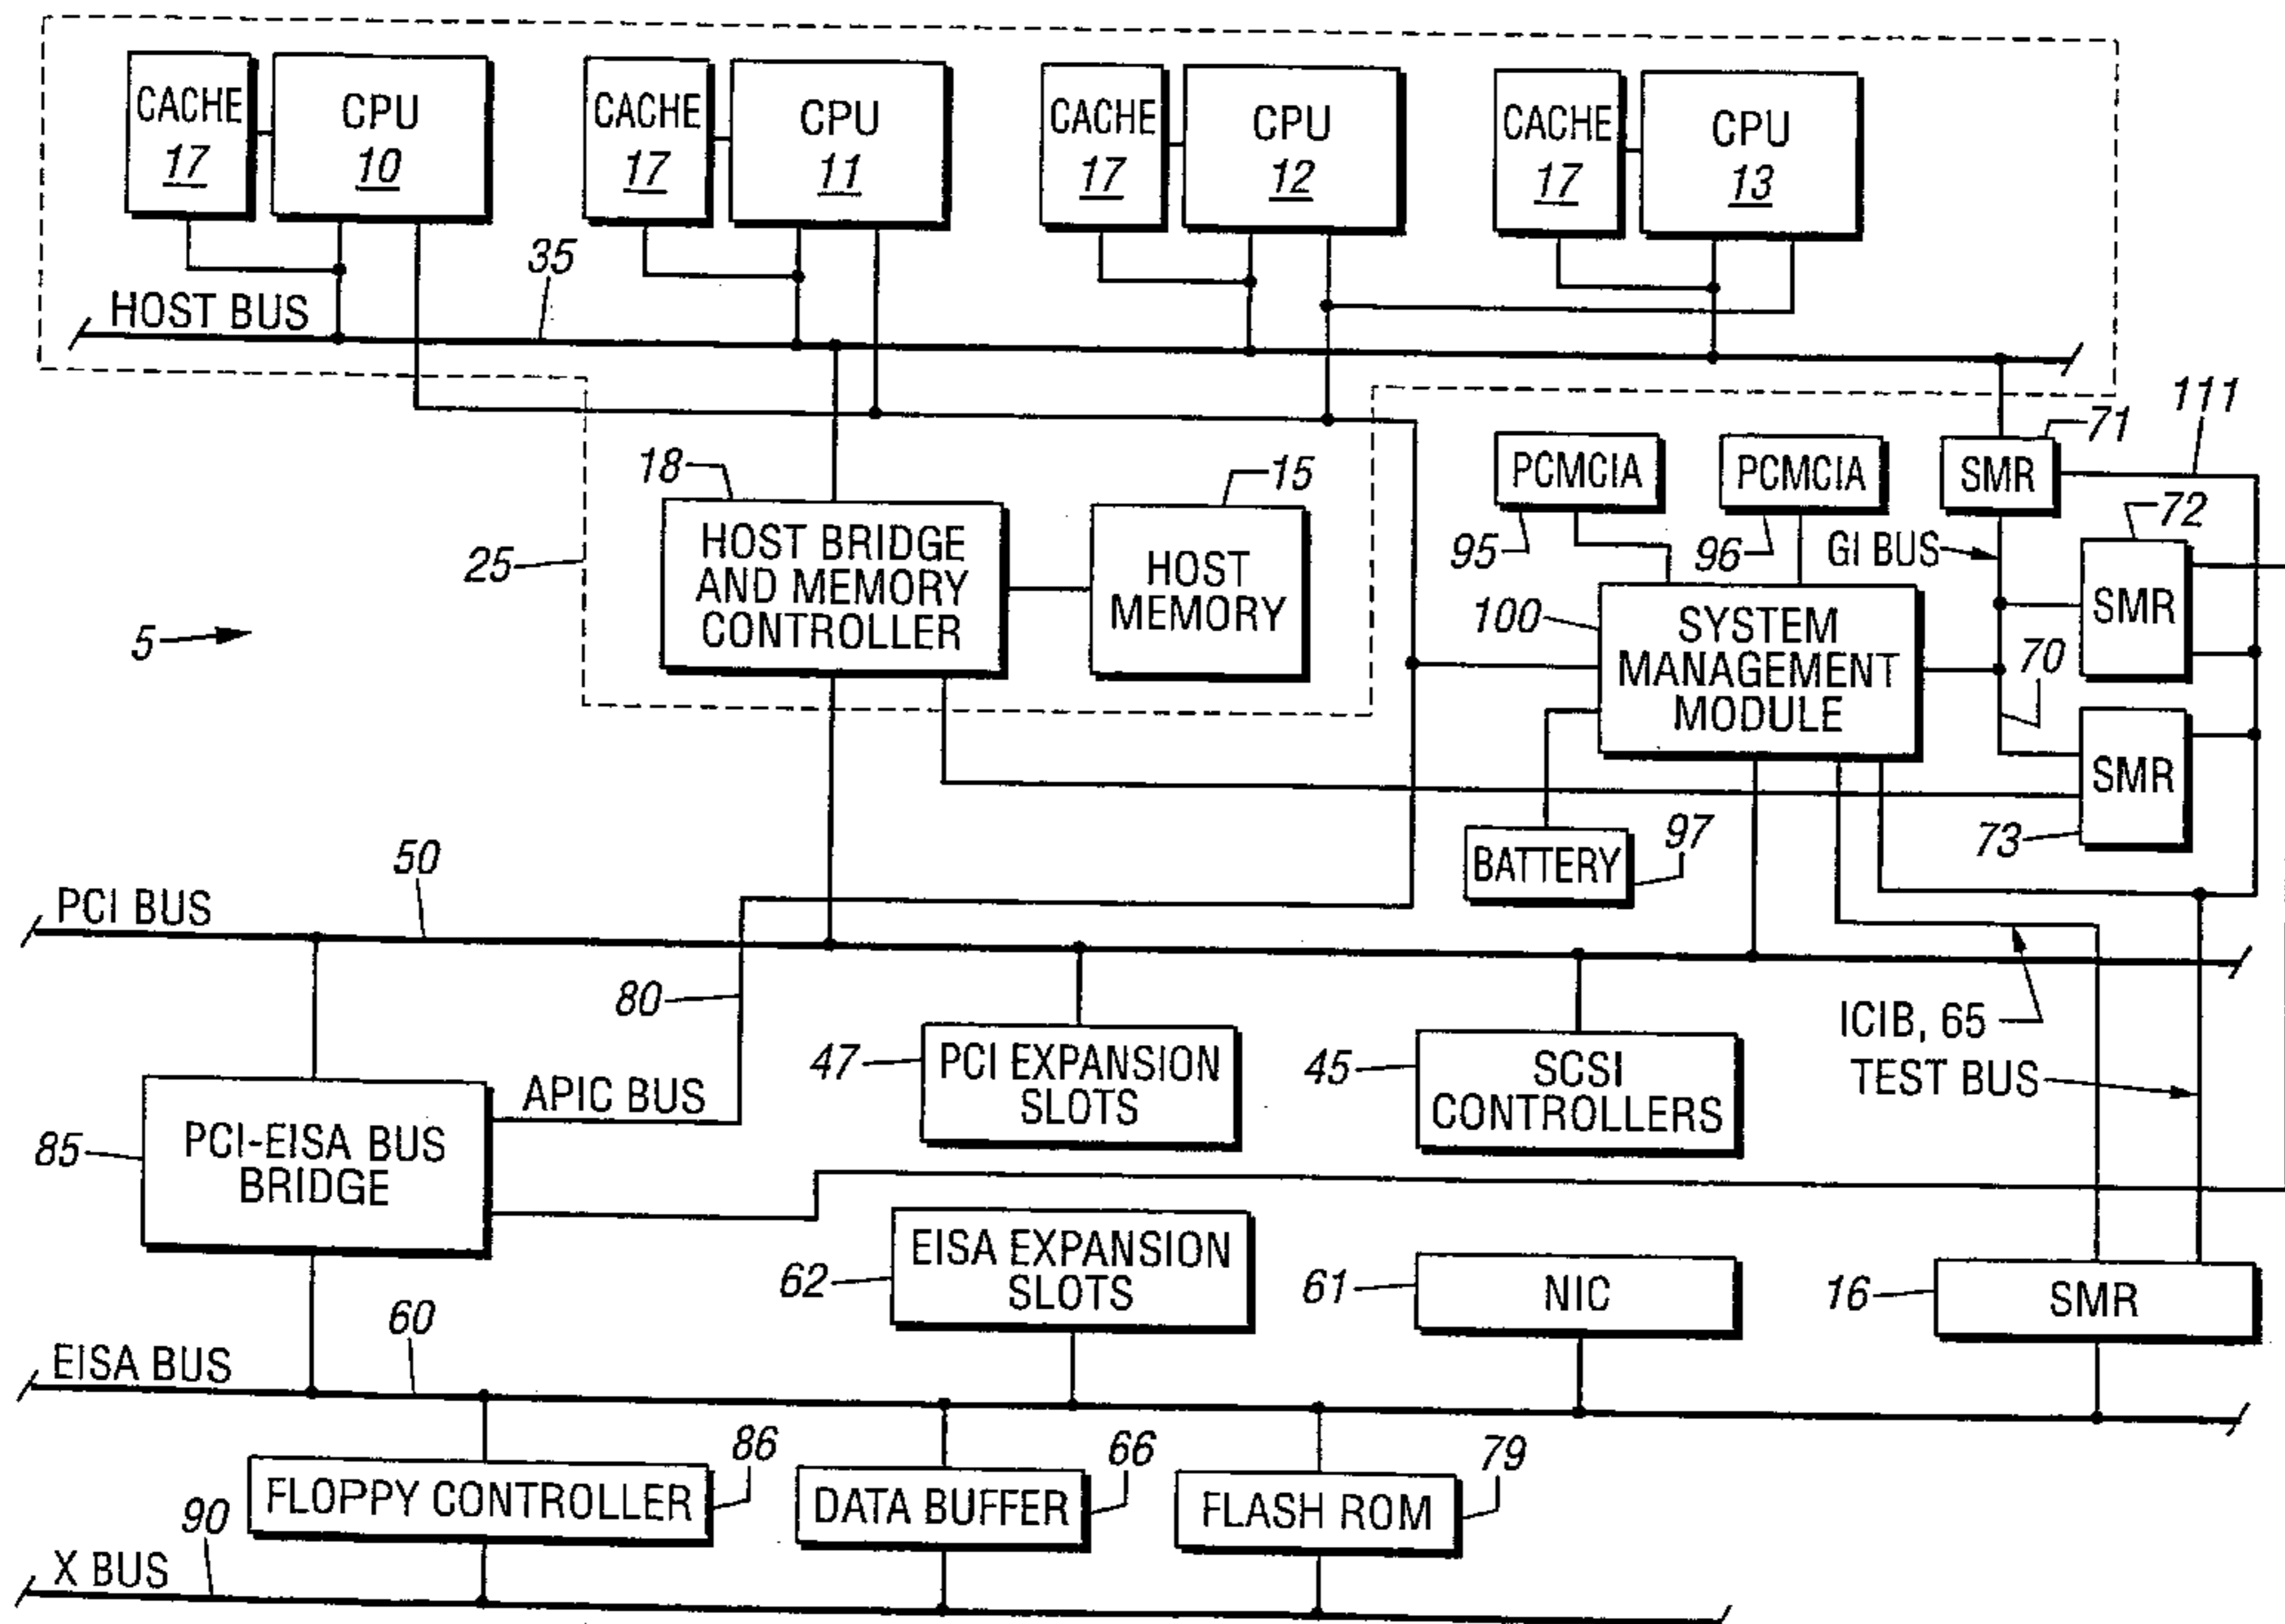 CACHE
17
CPU
10
CACHE
17
CPU
11
CACHE
17
CPU
12
CACHE
17
CPU
13
35
HOST BUS
111
71
SMR
18
15
PCMCIA
PCMCIA
72
HOST BRIDGE
AND MEMORY
CONTROLLER
HOST
MEMORY
95
96
GI BUS
SMR
25
5
100
SYSTEM
MANAGEMENT
MODULE
70
SMR
73
BATTERY
97
50
PCI BUS
80
ICIB, 65
TEST BUS
47
PCI EXPANSION
SLOTS
45
SCSI
CONTROLLERS
APIC BUS
85
PCI-EISA BUS
BRIDGE
62
EISA EXPANSION
SLOTS
61
NIC
16
SMR
60
EISA BUS
86
66
79
FLOPPY CONTROLLER
DATA BUFFER
FLASH ROM
90
X BUS